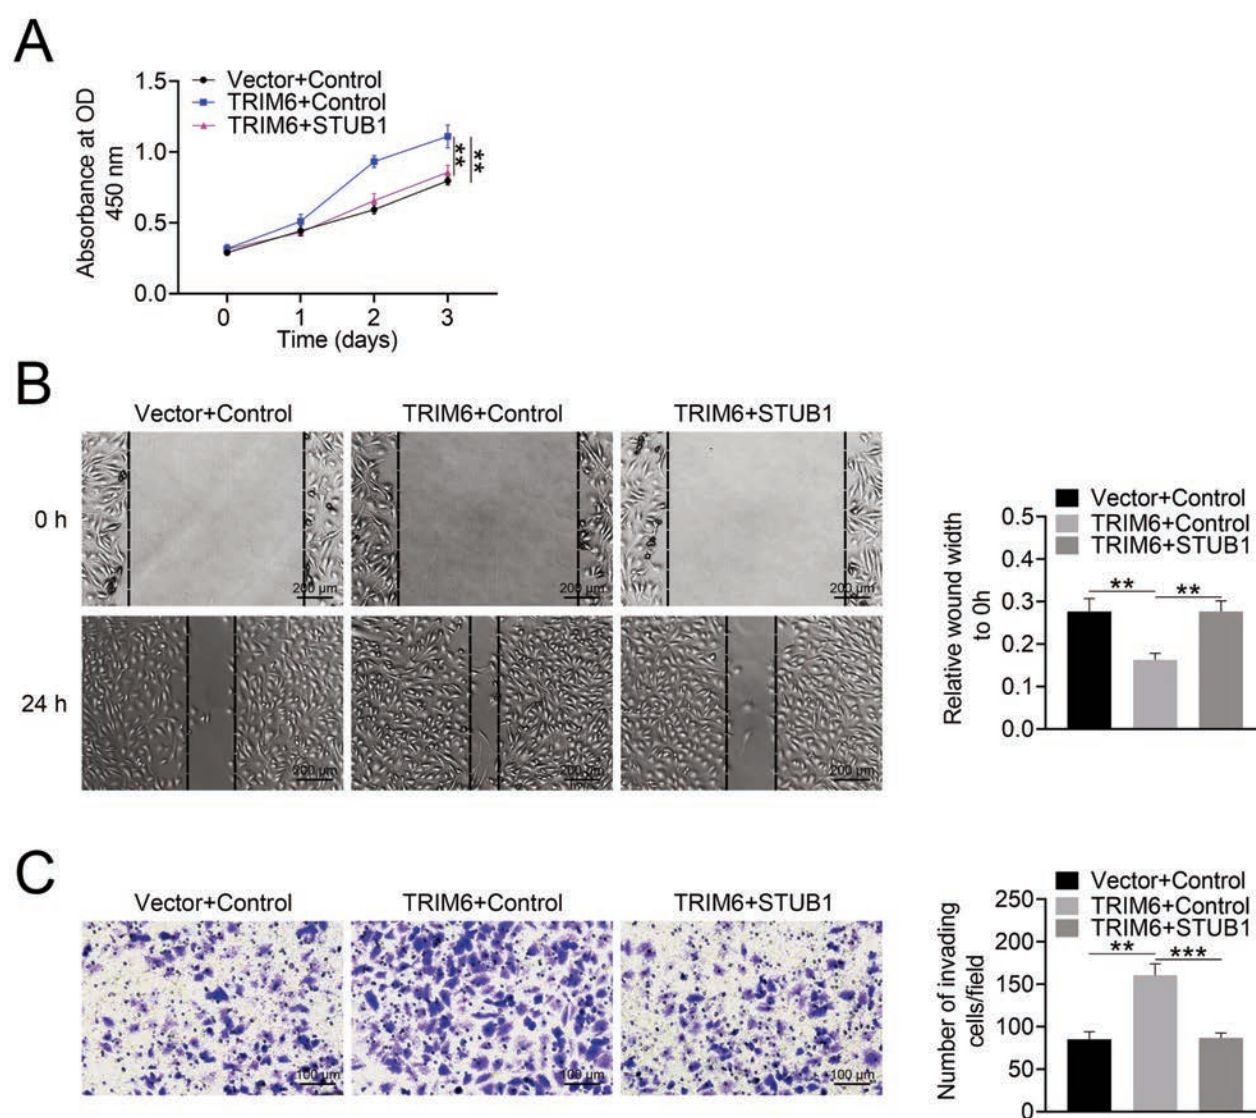 A
Vector+Control
TRIM6+Control
TRIM6+STUB1
Absorbance at OD
450 nm
1.5
1.0
0.5
0.0
**
**
0 1 2 3
Time (days)
B
Vector+Control TRIM6+Control TRIM6+STUB1
0 h
200 µm 200 µm 200 µm
24 h
200 µm 200 µm 200 µm
Vector+Control
TRIM6+Control
TRIM6+STUB1
Relative wound width
to 0h
0.5
0.4
0.3
0.2
0.1
0.0
** **
C
Vector+Control TRIM6+Control TRIM6+STUB1
100 µm 100 µm 100 µm
Vector+Control
TRIM6+Control
TRIM6+STUB1
Number of invading
cells/field
250
200
150
100
50
0
** ***